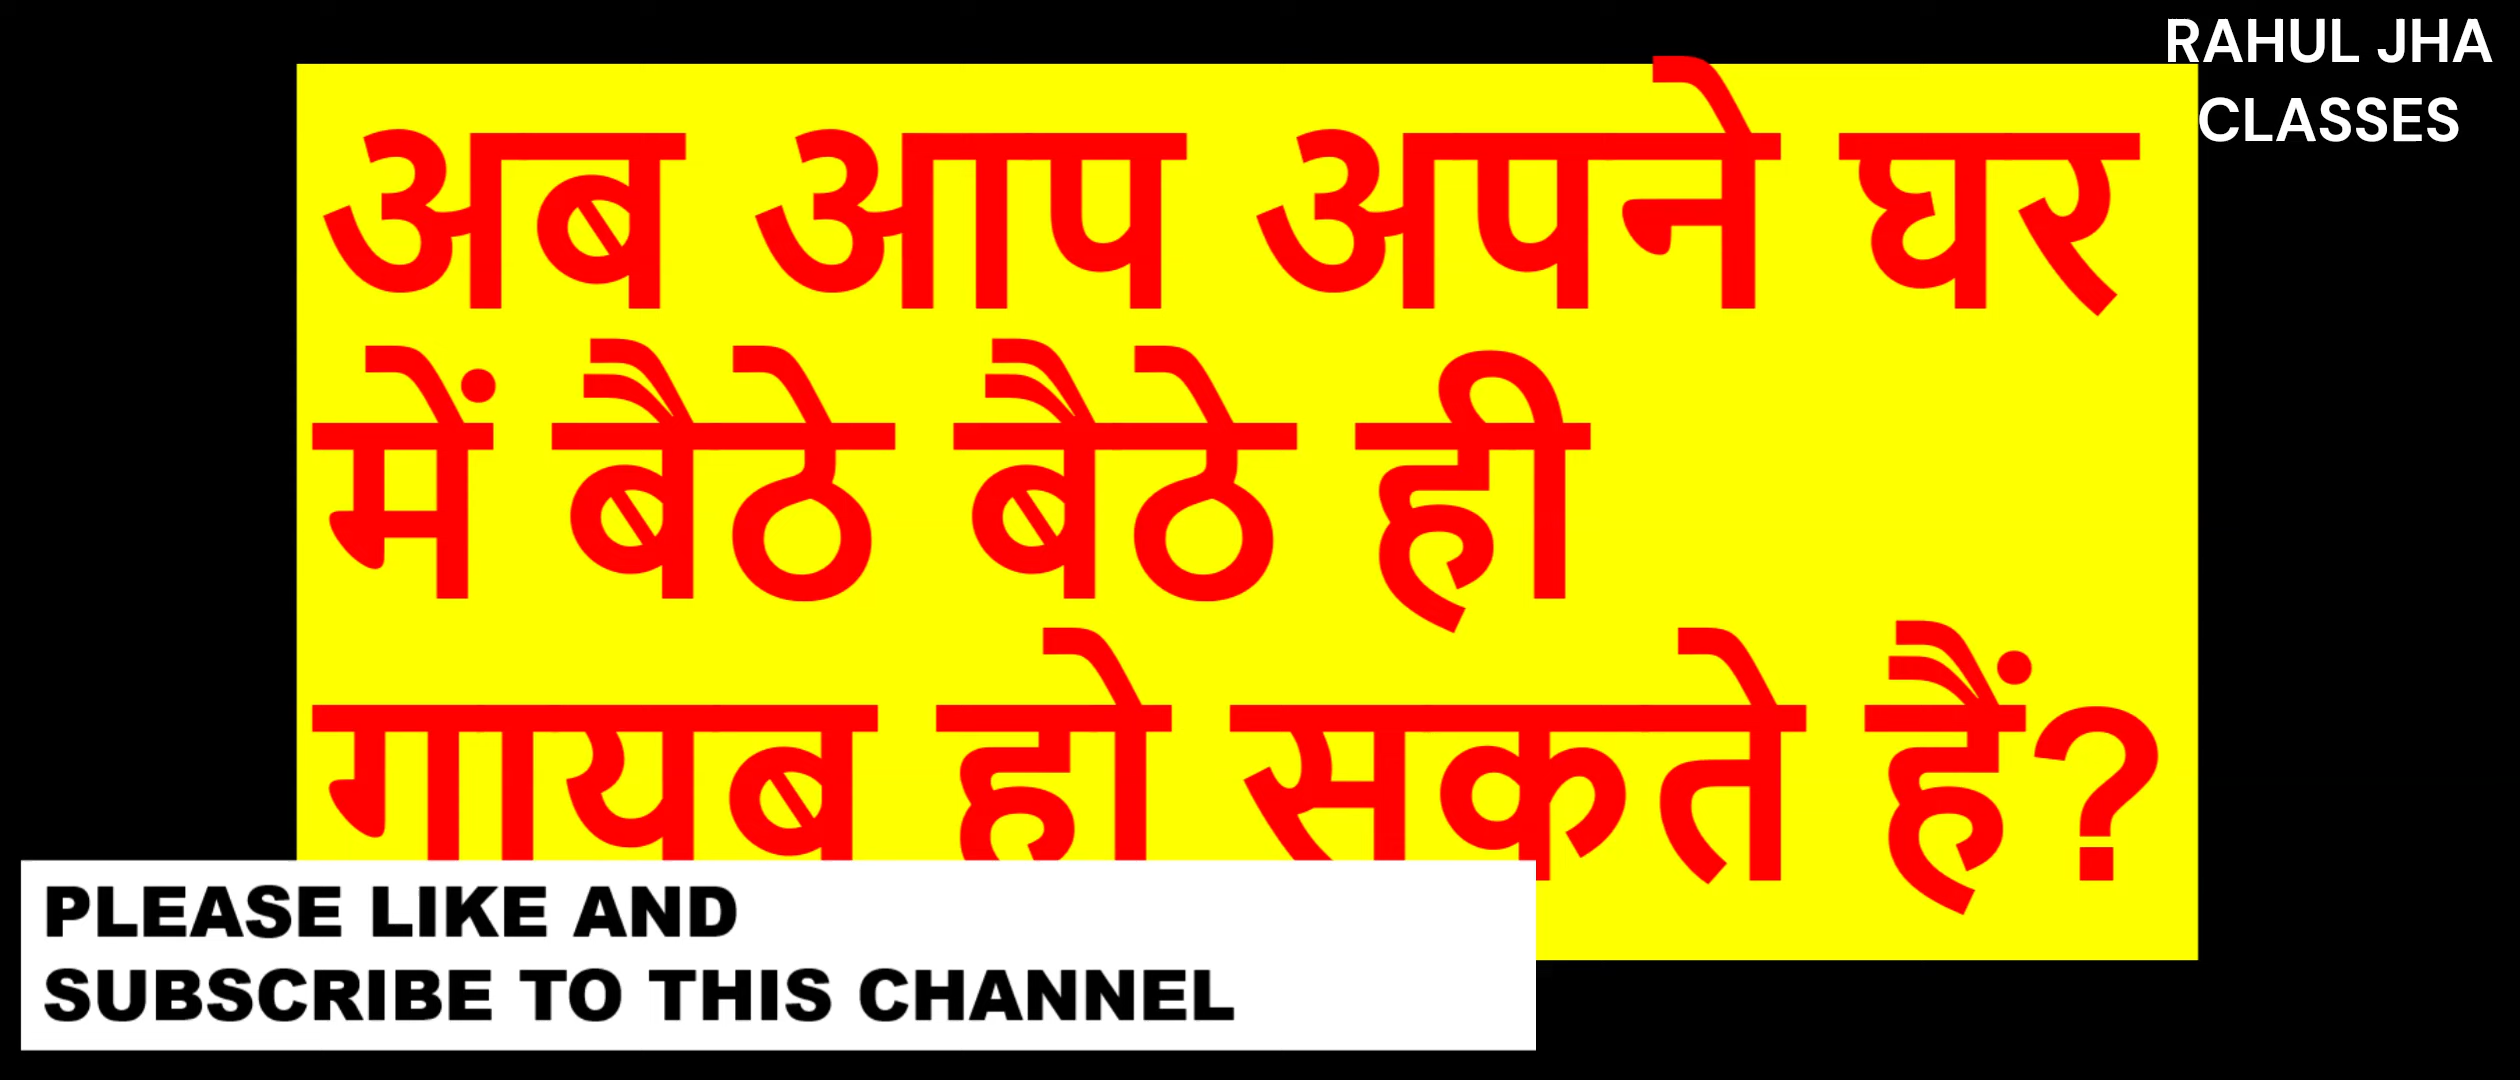 RAHUL JHA
CLASSES
अब आप अपने घर
में बैठे बैठे ही
गायब हो सकते हैं?
PLEASE LIKE AND
SUBSCRIBE TO THIS CHANNEL